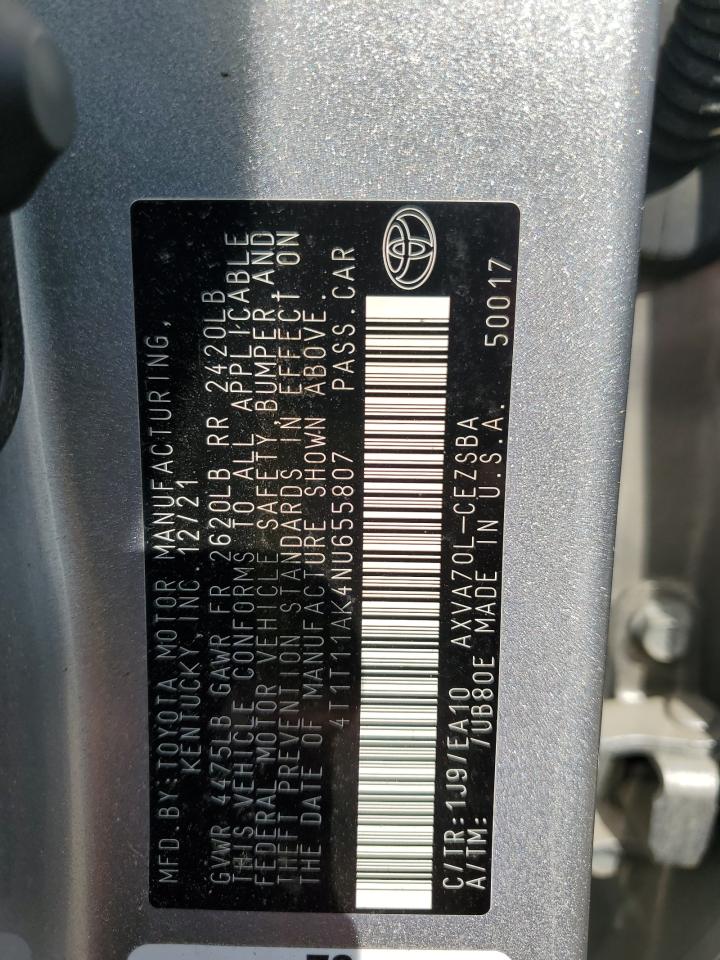 MFD.BY:TOYOTA MOTOR MANUFACTURING,
KENTUCKY, INC. 12/21
GVWR 4475LB GAWR FR 2620LB RR 2420LB
THIS VEHICLE CONFORMS TO ALL APPLICABLE
FEDERAL MOTOR VEHICLE SAFETY, BUMPER, AND
THEFT PREVENTION STANDARDS IN EFFECT ON
THE DATE OF MANUFACTURE SHOWN ABOVE.
4T1T11AK4NU655807 PASS.CAR
C/TR:1J9/EA10 AXVA70L-CEZSBA
A/TM: /UB80E MADE IN U.S.A. 50017